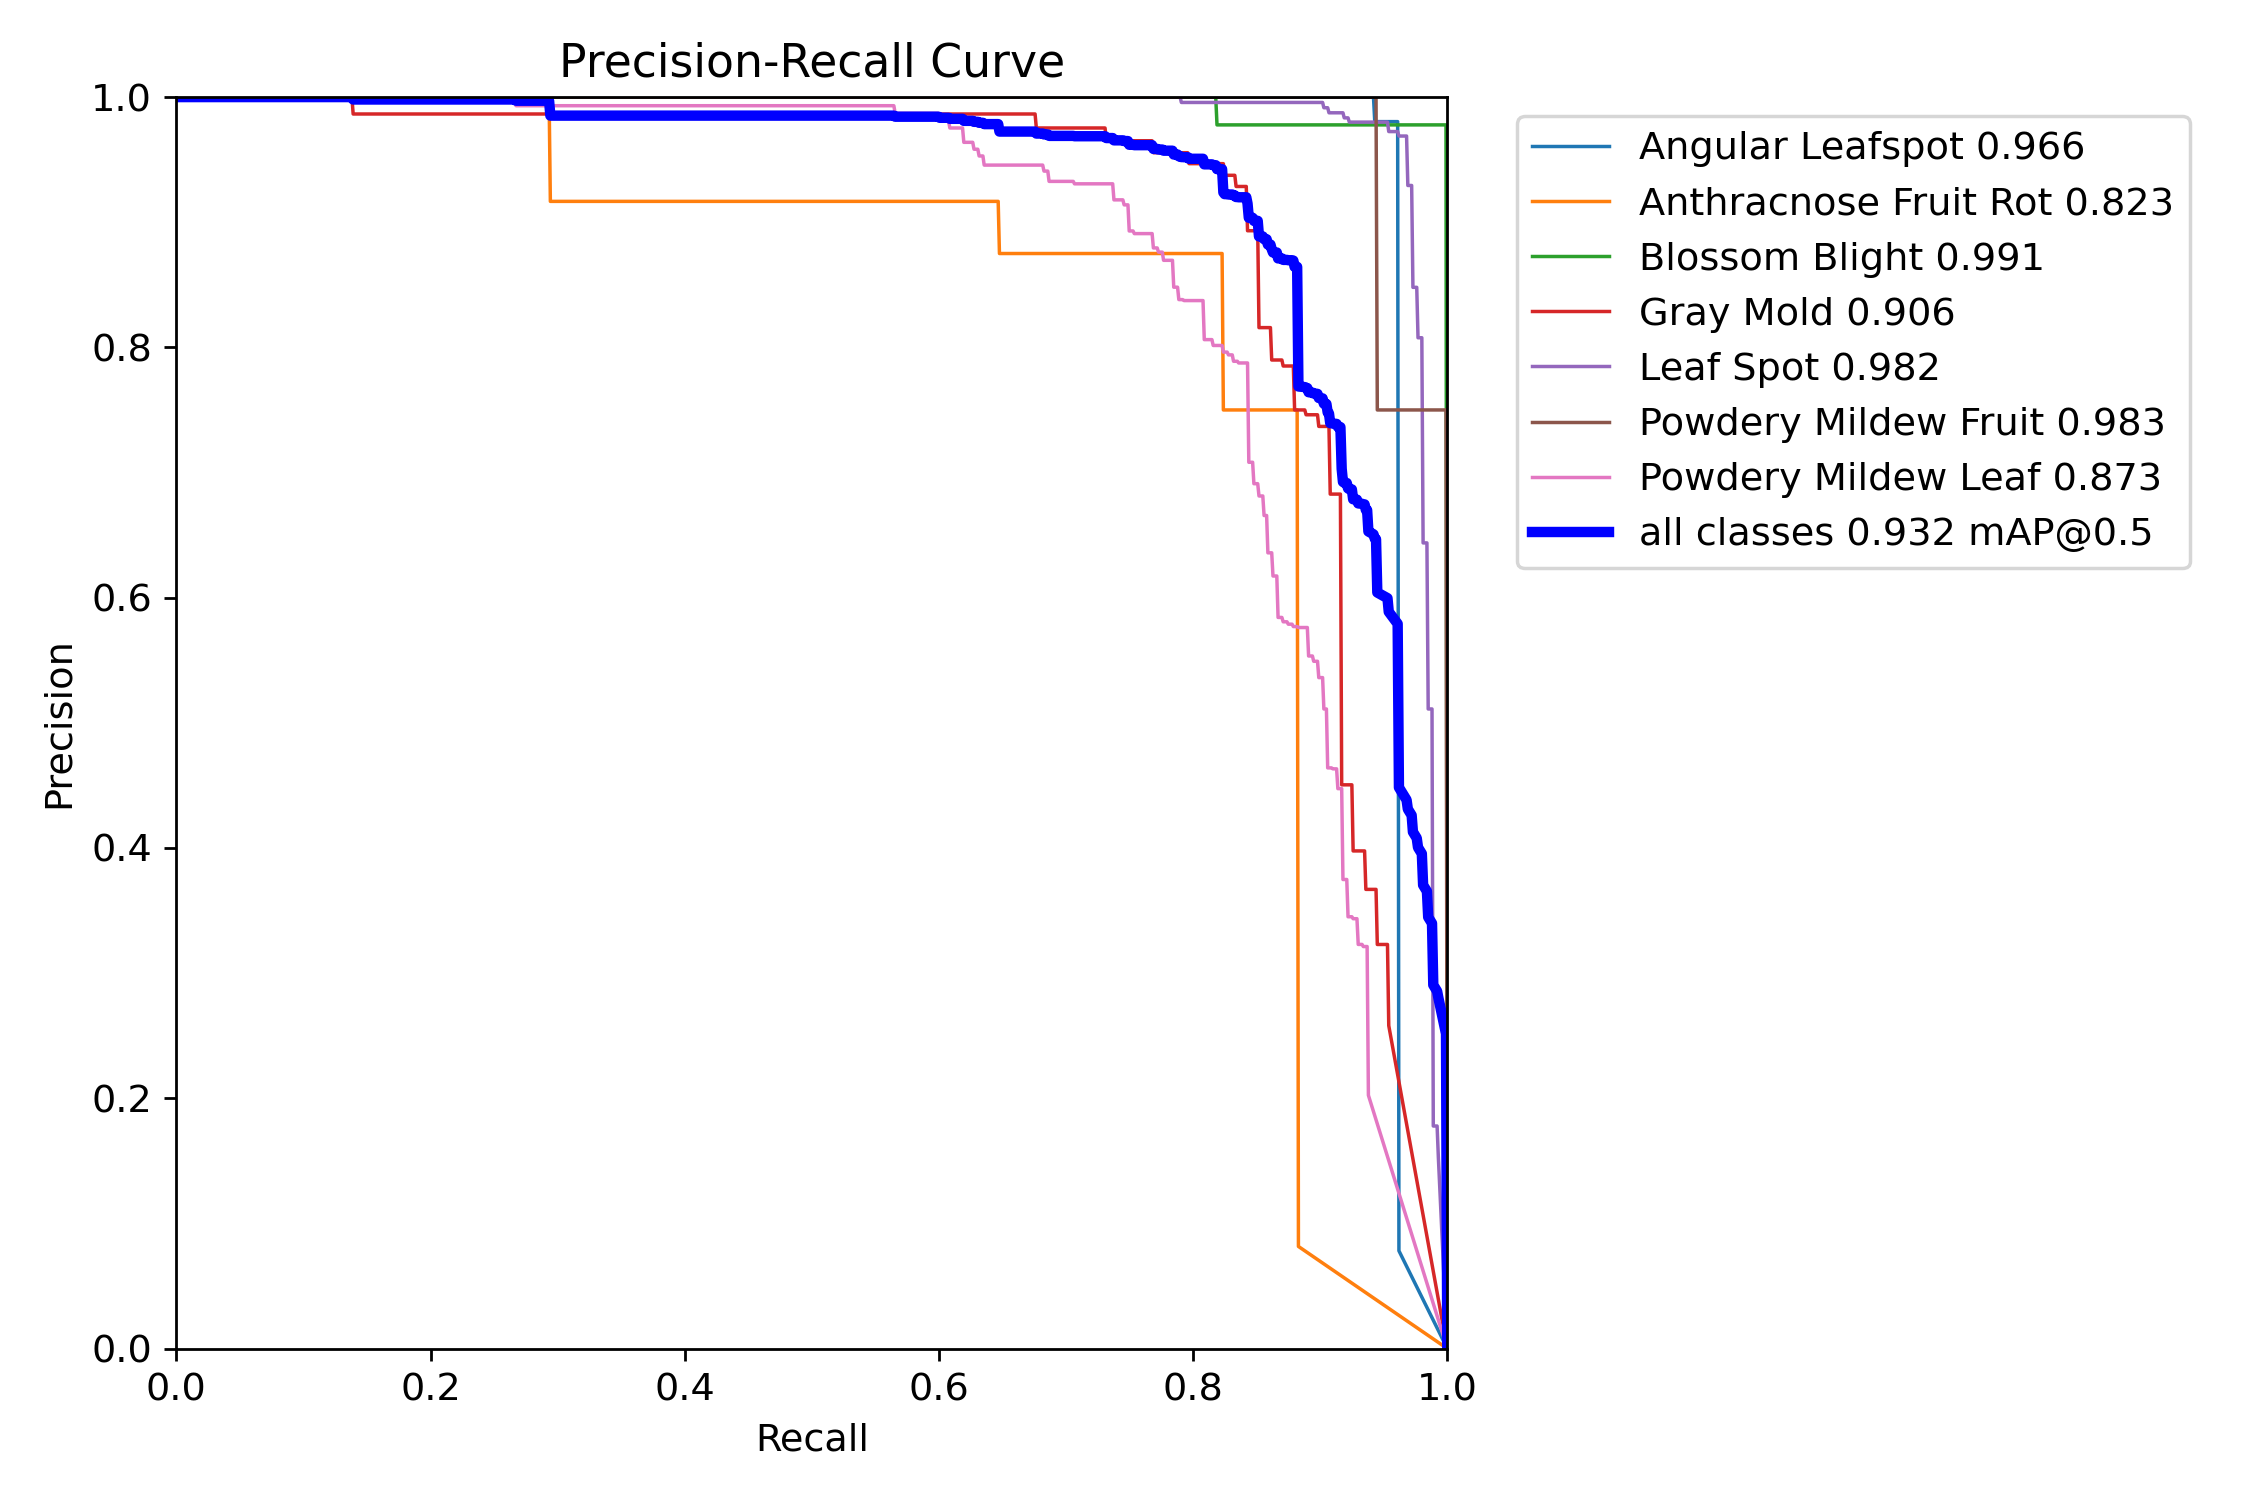 Precision-Recall Curve
1.0
0.8
0.6
0.4
0.2
0.0
Precision
0.0 0.2 0.4 0.6 0.8 1.0
Recall
Angular Leafspot 0.966
Anthracnose Fruit Rot 0.823
Blossom Blight 0.991
Gray Mold 0.906
Leaf Spot 0.982
Powdery Mildew Fruit 0.983
Powdery Mildew Leaf 0.873
all classes 0.932 mAP@0.5